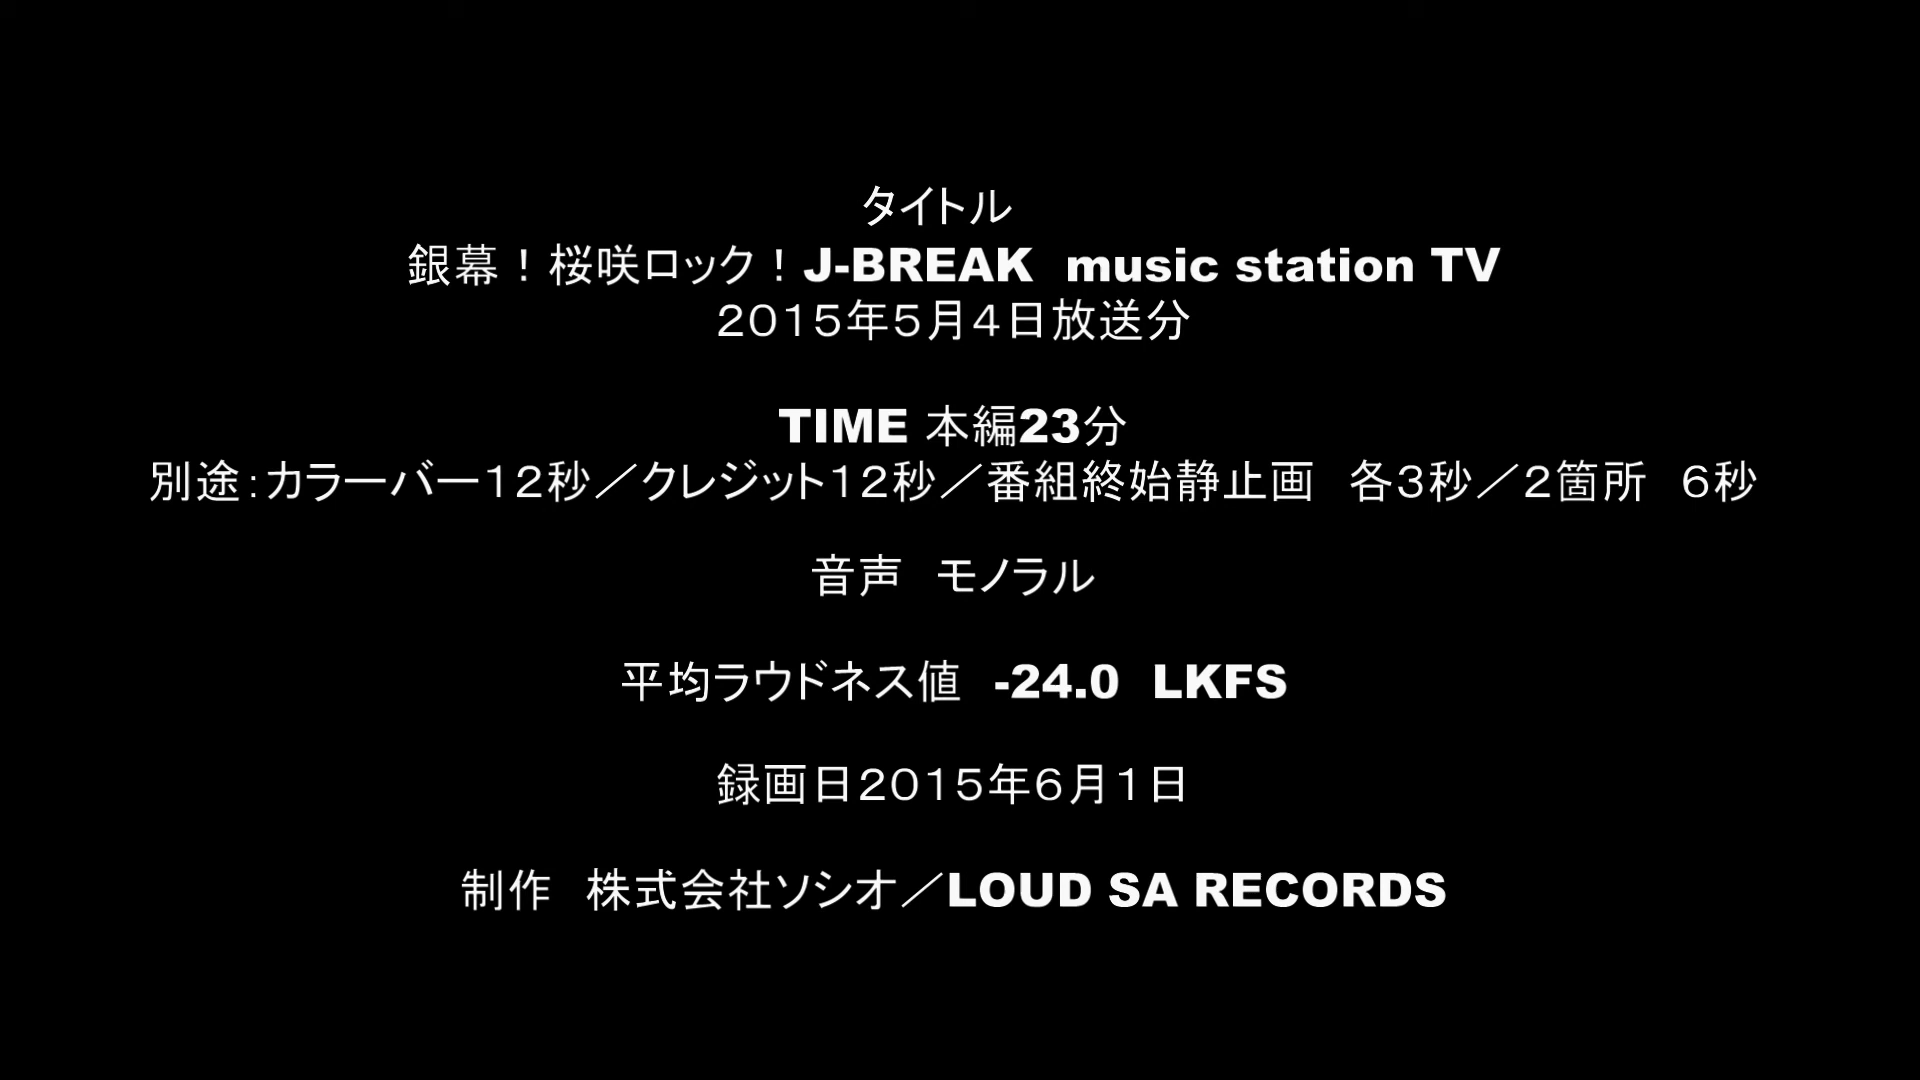 タイトル
銀幕！桜咲ロック！J-BREAK　music station TV
２０１５年５月４日放送分
TIME 本編23分
別途：カラーバー１２秒／クレジット１２秒／番組終始静止画　各３秒／２箇所　６秒
音声　モノラル
平均ラウドネス値　-24.0　LKFS
録画日２０１５年６月１日
制作　株式会社ソシオ／LOUD SA RECORDS